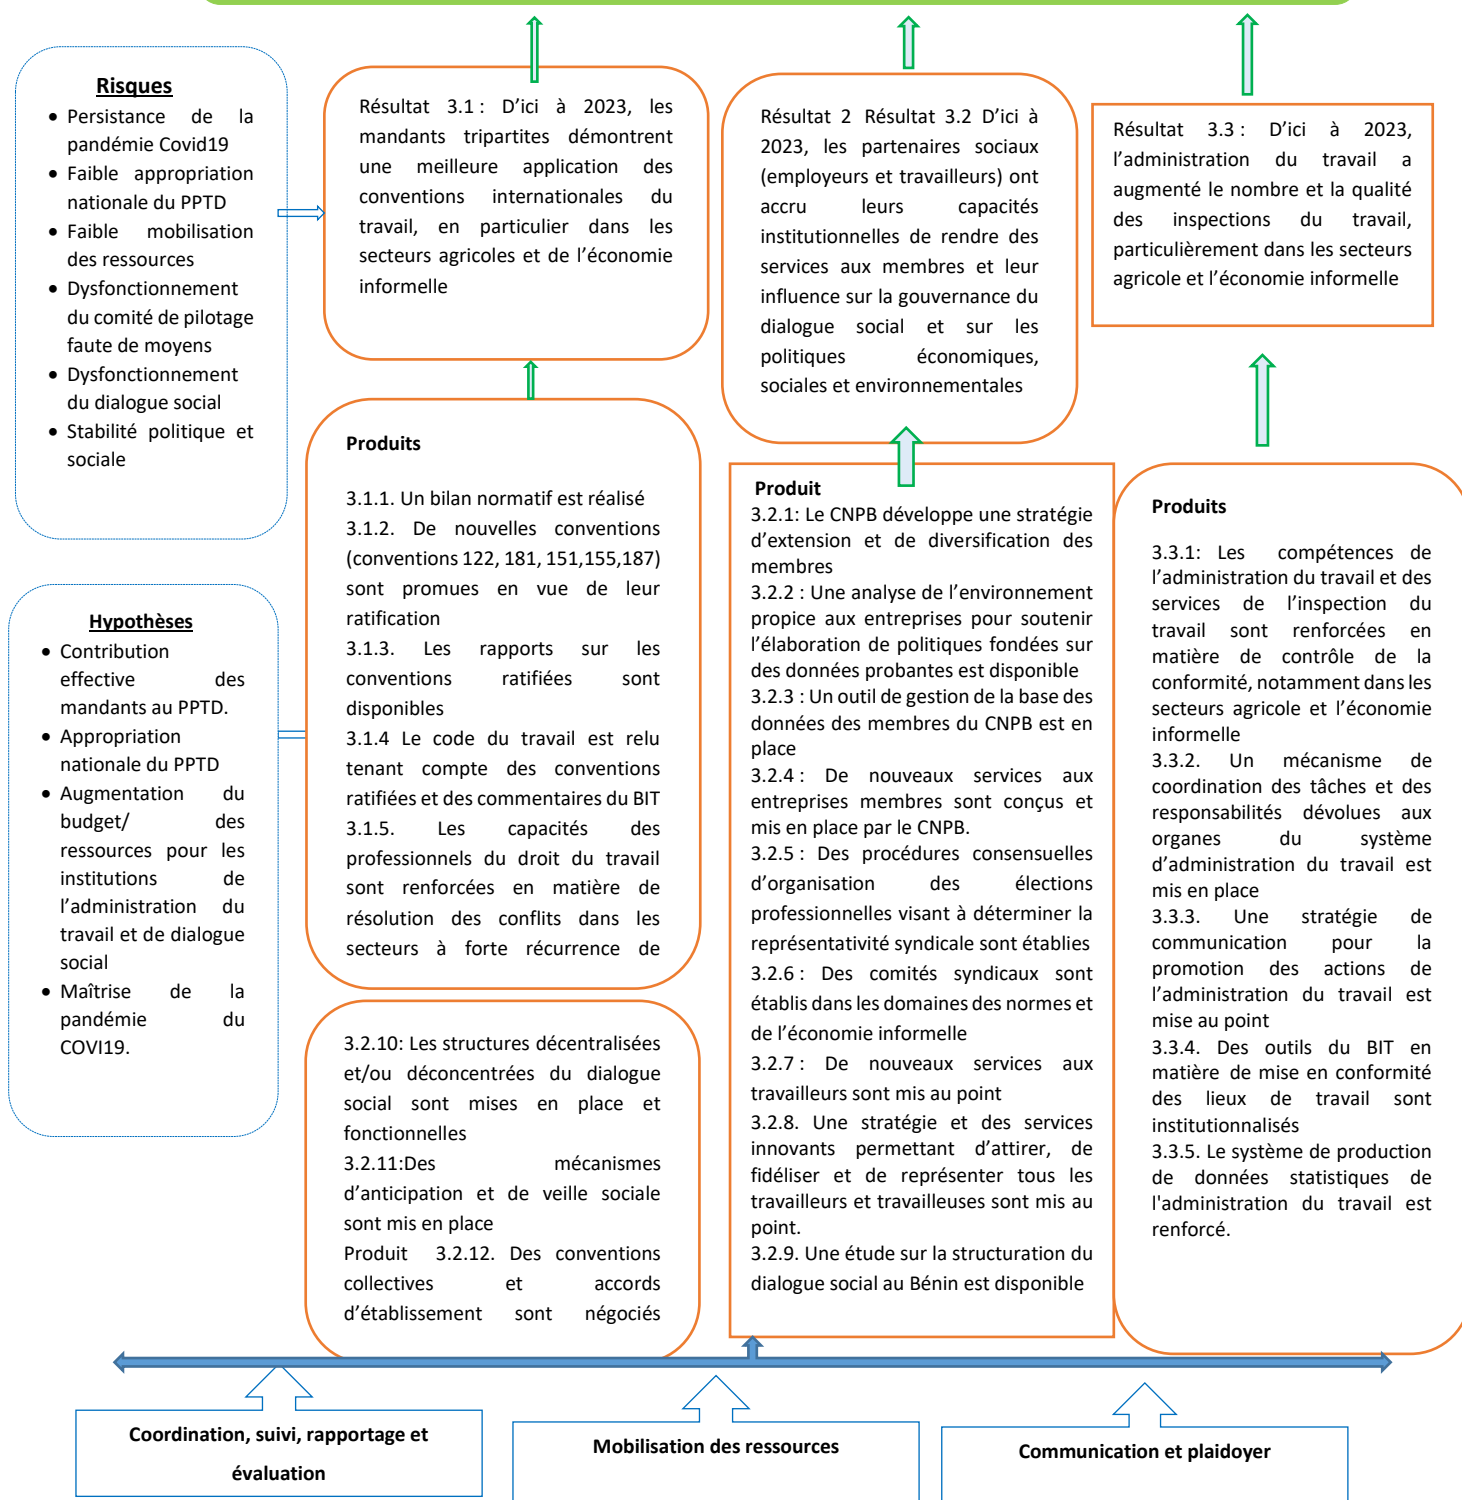 Risques
• Persistance de la
pandémie Covid19
• Faible appropriation
nationale du PPTD
• Faible mobilisation
des ressources
• Dysfonctionnement
du comité de pilotage
faute de moyens
• Dysfonctionnement
du dialogue social
• Stabilité politique et
sociale
Hypothèses
• Contribution
effective des
mandants au PPTD.
• Appropriation
nationale du PPTD
• Augmentation du
budget/ des
ressources pour les
institutions de
l’administration du
travail et de dialogue
social
• Maîtrise de la
pandémie du
COVI19.
Résultat 3.1 : D’ici à 2023, les
mandants tripartites démontrent
une meilleure application des
conventions internationales du
travail, en particulier dans les
secteurs agricoles et de l’économie
informelle
Produits
3.1.1. Un bilan normatif est réalisé
3.1.2. De nouvelles conventions
(conventions 122, 181, 151,155,187)
sont promues en vue de leur
ratification
3.1.3. Les rapports sur les
conventions ratifiées sont
disponibles
3.1.4 Le code du travail est relu
tenant compte des conventions
ratifiées et des commentaires du BIT
3.1.5. Les capacités des
professionnels du droit du travail
sont renforcées en matière de
résolution des conflits dans les
secteurs à forte récurrence de
3.2.10: Les structures décentralisées
et/ou déconcentrées du dialogue
social sont mises en place et
fonctionnelles
3.2.11:Des mécanismes
d’anticipation et de veille sociale
sont mis en place
Produit 3.2.12. Des conventions
collectives et accords
d’établissement sont négociés
Résultat 2 Résultat 3.2 D’ici à
2023, les partenaires sociaux
(employeurs et travailleurs) ont
accru leurs capacités
institutionnelles de rendre des
services aux membres et leur
influence sur la gouvernance du
dialogue social et sur les
politiques économiques,
sociales et environnementales
Produit
3.2.1: Le CNPB développe une stratégie
d’extension et de diversification des
membres
3.2.2 : Une analyse de l’environnement
propice aux entreprises pour soutenir
l’élaboration de politiques fondées sur
des données probantes est disponible
3.2.3 : Un outil de gestion de la base des
données des membres du CNPB est en
place
3.2.4 : De nouveaux services aux
entreprises membres sont conçus et
mis en place par le CNPB.
3.2.5 : Des procédures consensuelles
d’organisation des élections
professionnelles visant à déterminer la
représentativité syndicale sont établies
3.2.6 : Des comités syndicaux sont
établis dans les domaines des normes et
de l’économie informelle
3.2.7 : De nouveaux services aux
travailleurs sont mis au point
3.2.8. Une stratégie et des services
innovants permettant d’attirer, de
fidéliser et de représenter tous les
travailleurs et travailleuses sont mis au
point.
3.2.9. Une étude sur la structuration du
dialogue social au Bénin est disponible
Résultat 3.3 : D’ici à 2023,
l’administration du travail a
augmenté le nombre et la qualité
des inspections du travail,
particulièrement dans les secteurs
agricole et l’économie informelle
Produits
3.3.1: Les compétences de
l’administration du travail et des
services de l’inspection du
travail sont renforcées en
matière de contrôle de la
conformité, notamment dans les
secteurs agricole et l’économie
informelle
3.3.2. Un mécanisme de
coordination des tâches et des
responsabilités dévolues aux
organes du système
d’administration du travail est
mis en place
3.3.3. Une stratégie de
communication pour la
promotion des actions de
l’administration du travail est
mise au point
3.3.4. Des outils du BIT en
matière de mise en conformité
des lieux de travail sont
institutionnalisés
3.3.5. Le système de production
de données statistiques de
l'administration du travail est
renforcé.
Coordination, suivi, rapportage et
évaluation
Mobilisation des ressources
Communication et plaidoyer